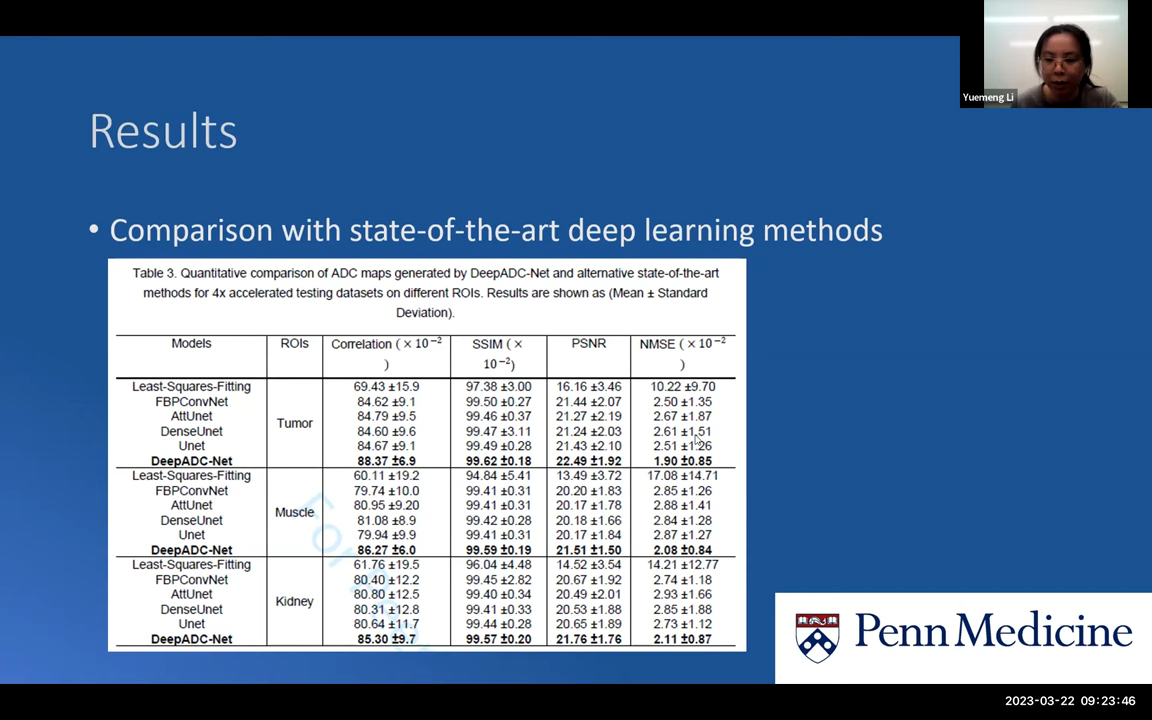 Yuemeng Li
Results
• Comparison with state-of-the-art deep learning methods
Table 3. Quantitative comparison of ADC maps generated by DeepADC-Net and alternative state-of-the-art
methods for 4x accelerated testing datasets on different ROIs. Results are shown as (Mean ± Standard
Deviation).
Models ROIs Correlation ( × 10⁻² ) SSIM ( × 10⁻²) PSNR NMSE ( × 10⁻² )
Least-Squares-Fitting 69.43 ±15.9 97.38 ±3.00 16.16 ±3.46 10.22 ±9.70
FBPConvNet 84.62 ±9.1 99.50 ±0.27 21.44 ±2.07 2.50 ±1.35
AttUnet 84.79 ±9.5 99.46 ±0.37 21.27 ±2.19 2.67 ±1.87
Tumor
DenseUnet 84.60 ±9.6 99.47 ±3.11 21.24 ±2.03 2.61 ±1.51
Unet 84.67 ±9.1 99.49 ±0.28 21.43 ±2.10 2.51 ±1.26
DeepADC-Net 88.37 ±6.9 99.62 ±0.18 22.49 ±1.92 1.90 ±0.85
Least-Squares-Fitting 60.11 ±19.2 94.84 ±5.41 13.49 ±3.72 17.08 ±14.71
FBPConvNet 79.74 ±10.0 99.41 ±0.31 20.20 ±1.83 2.85 ±1.26
AttUnet 80.95 ±9.20 99.41 ±0.31 20.17 ±1.78 2.88 ±1.41
Muscle
DenseUnet 81.08 ±8.9 99.42 ±0.28 20.18 ±1.66 2.84 ±1.28
Unet 79.94 ±9.9 99.41 ±0.31 20.17 ±1.84 2.87 ±1.27
DeepADC-Net 86.27 ±6.0 99.59 ±0.19 21.51 ±1.50 2.08 ±0.84
Least-Squares-Fitting 61.76 ±19.5 96.04 ±4.48 14.52 ±3.54 14.21 ±12.77
FBPConvNet 80.40 ±12.2 99.45 ±2.82 20.67 ±1.92 2.74 ±1.18
AttUnet 80.80 ±12.5 99.40 ±0.34 20.49 ±2.01 2.93 ±1.66
Kidney
DenseUnet 80.31 ±12.8 99.41 ±0.33 20.53 ±1.88 2.85 ±1.88
Unet 80.64 ±11.7 99.44 ±0.28 20.65 ±1.89 2.73 ±1.12
DeepADC-Net 85.30 ±9.7 99.57 ±0.20 21.76 ±1.76 2.11 ±0.87
For
Penn Medicine
2023-03-22 09:23:46